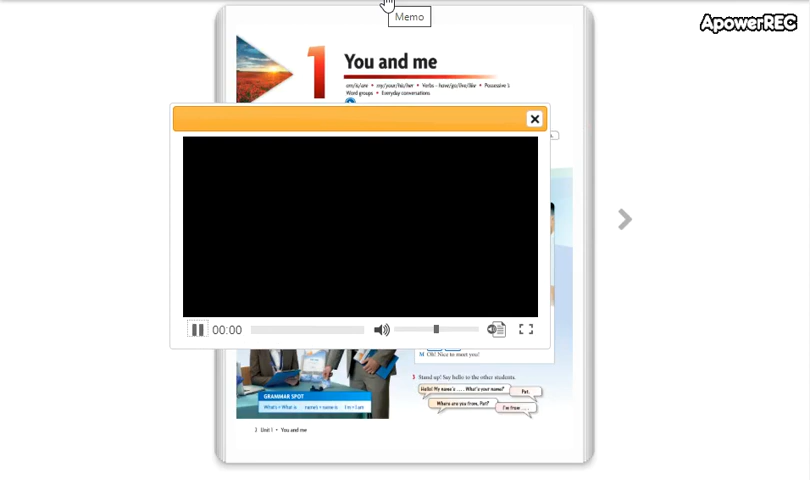 Memo
ApowerREC
1
You and me
am/is/are • my/your/his/her • Verbs – have/go/live/like • Possessive 's
Word groups • Everyday conversations
00:00
M Oh! Nice to meet you!
3 Stand up! Say hello to the other students.
Hello! My name's . . . . What's your name?
Pat.
Where are you from, Pat?
I'm from . . . .
GRAMMAR SPOT
What's = What is name's = name is I'm = I am
2 Unit 1 • You and me